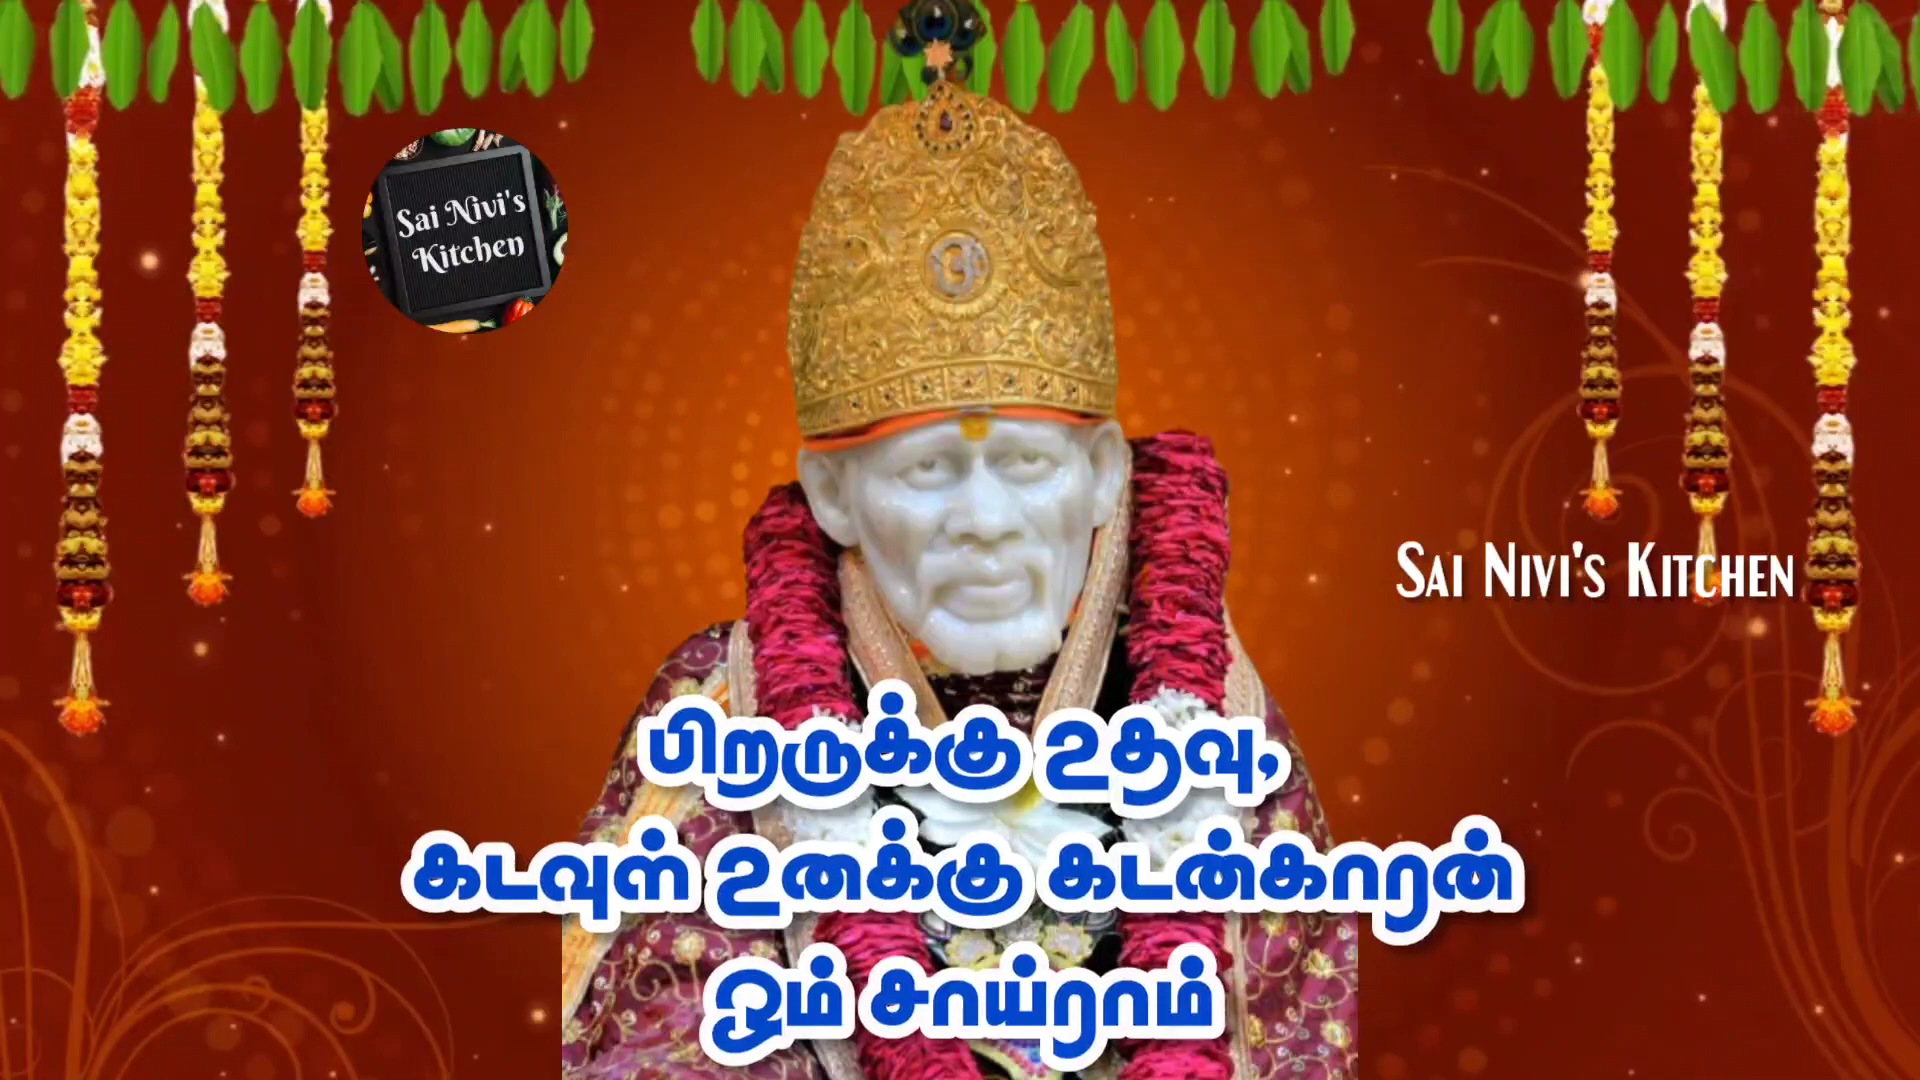 Sai Nivi's
Kitchen
SAI NIVI'S KITCHEN
பிறருக்கு உதவு,
கடவுள் உனக்கு கடன்காரன்
ஓம் சாய்ராம்